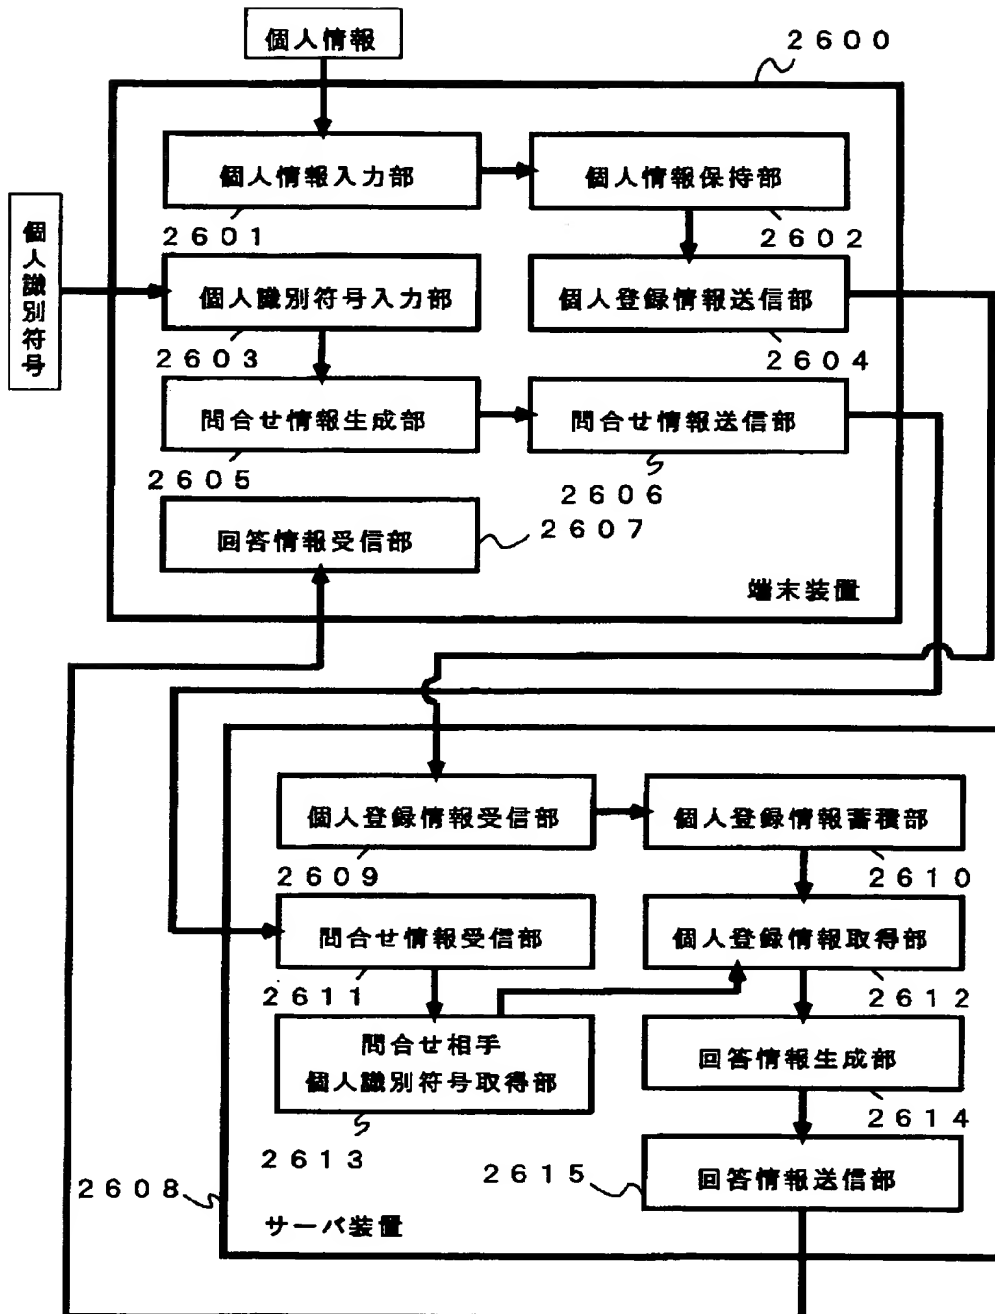 個人情報
2600
個人情報入力部
個人情報保持部
2601
2602
個人識別符号
個人識別符号入力部
個人登録情報送信部
2603
2604
問合せ情報生成部
問合せ情報送信部
2605
2606
回答情報受信部
2607
端末装置
個人登録情報受信部
個人登録情報蓄積部
2609
2610
問合せ情報受信部
個人登録情報取得部
2611
2612
問合せ相手
個人識別符号取得部
回答情報生成部
2613
2614
2615
回答情報送信部
2608
サーバ装置